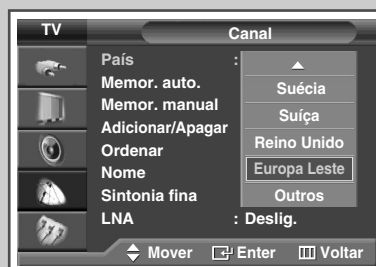 TV
Canal
País :
Memor. auto.
Memor. manual
Adicionar/Apagar
Ordenar
Nome
Sintonia fina
LNA : Deslig.
Suécia
Suíça
Reino Unido
Europa Leste
Outros
Mover Enter Voltar